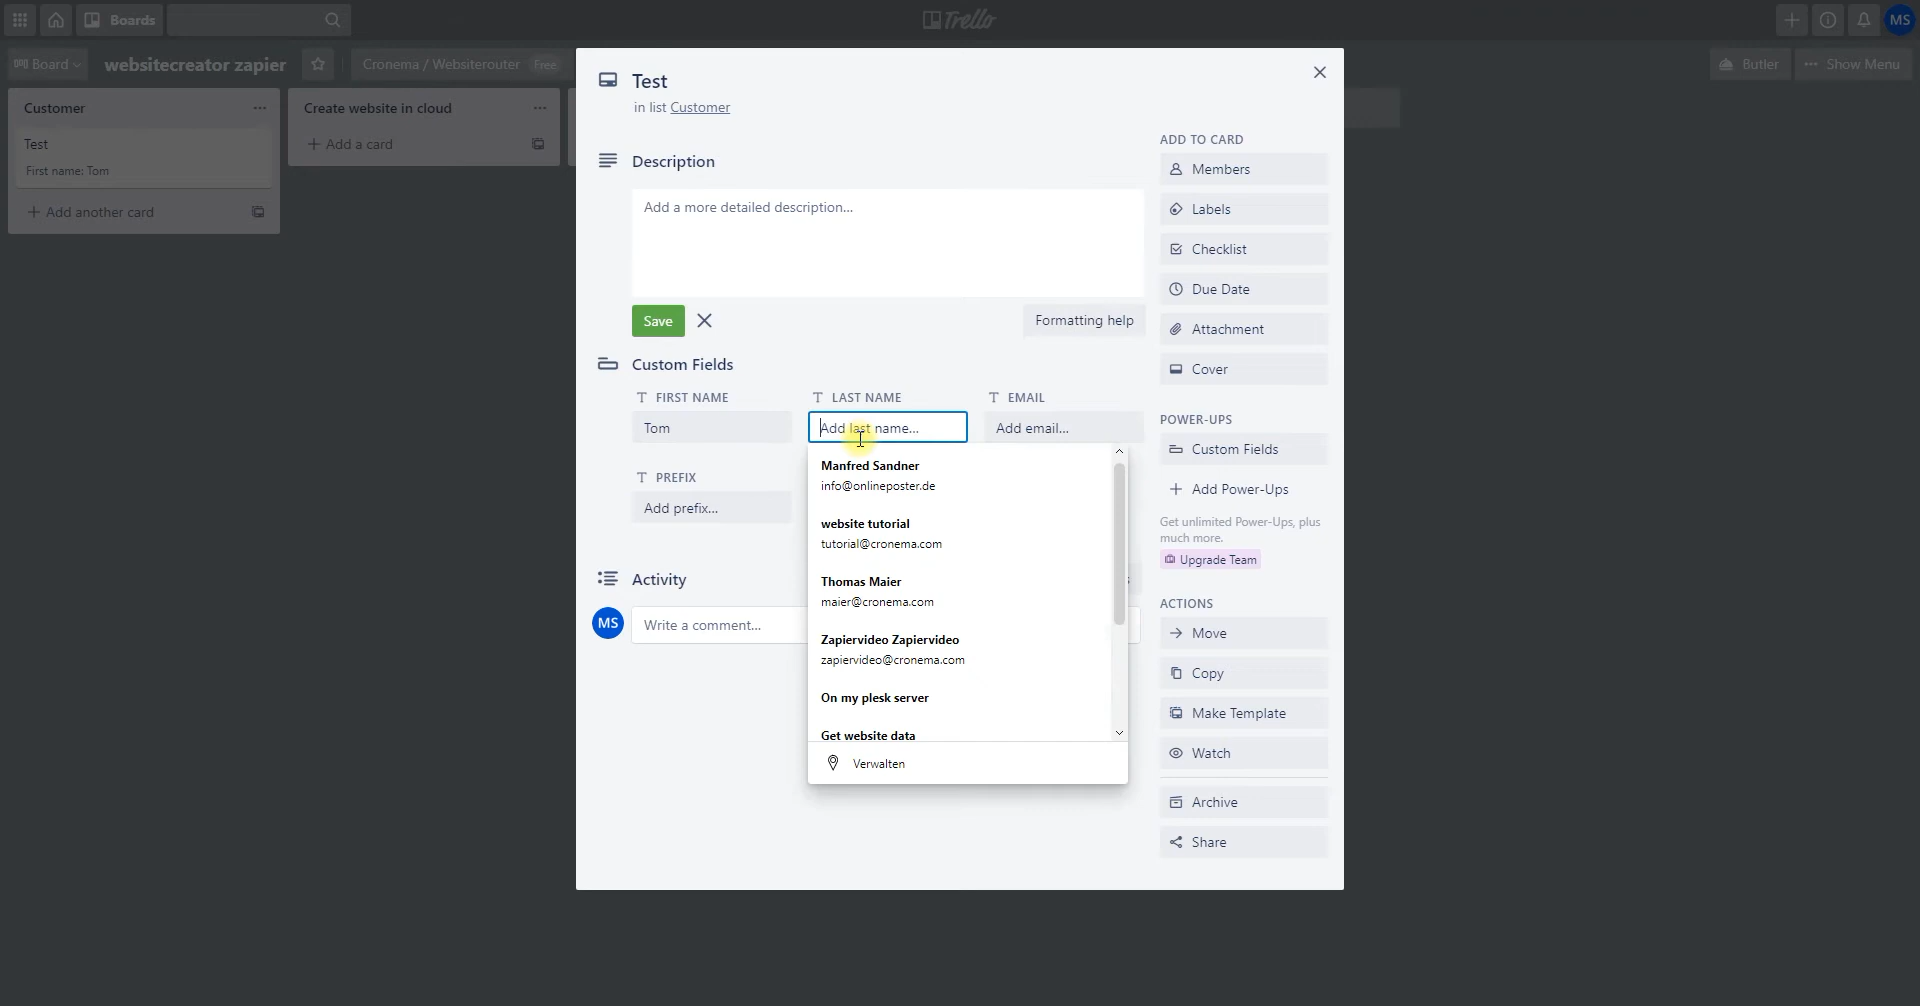 Boards
Trello
MS
Board
websitecreator zapier
Cronema / Websiterouter Free
Butler
Show Menu
Customer
Test
First name: Tom
Add another card
Create website in cloud
Add a card
Test
in list Customer
Description
Add a more detailed description...
Save
Formatting help
Custom Fields
FIRST NAME
LAST NAME
EMAIL
Tom
Add last name...
Add email...
PREFIX
Add prefix...
Manfred Sandner
info@onlineposter.de
website tutorial
tutorial@cronema.com
Thomas Maier
maier@cronema.com
Zapiervideo Zapiervideo
zapiervideo@cronema.com
On my plesk server
Get website data
Verwalten
Activity
MS
Write a comment...
ADD TO CARD
Members
Labels
Checklist
Due Date
Attachment
Cover
POWER-UPS
Custom Fields
Add Power-Ups
Get unlimited Power-Ups, plus
much more.
Upgrade Team
ACTIONS
Move
Copy
Make Template
Watch
Archive
Share